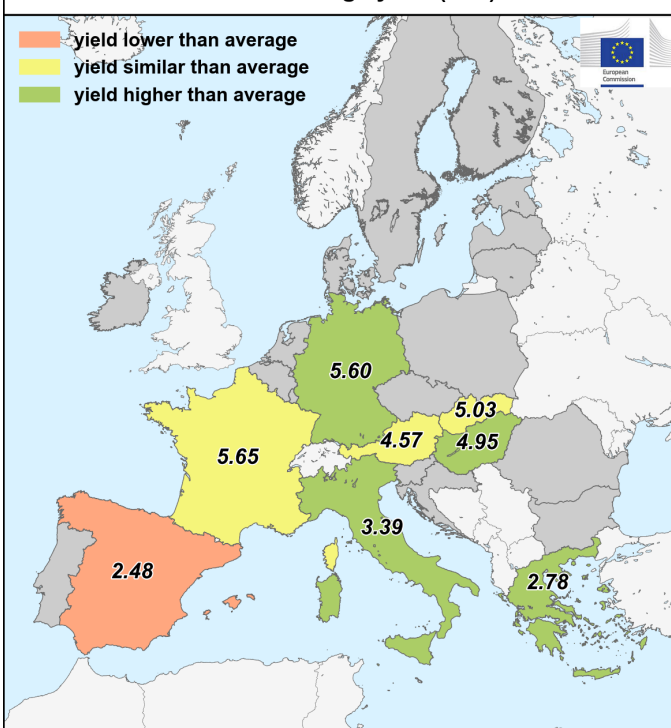 yield lower than average
yield similar than average
yield higher than average
European
Commission
5.60
5.03
4.57
4.95
5.65
3.39
2.48
2.78